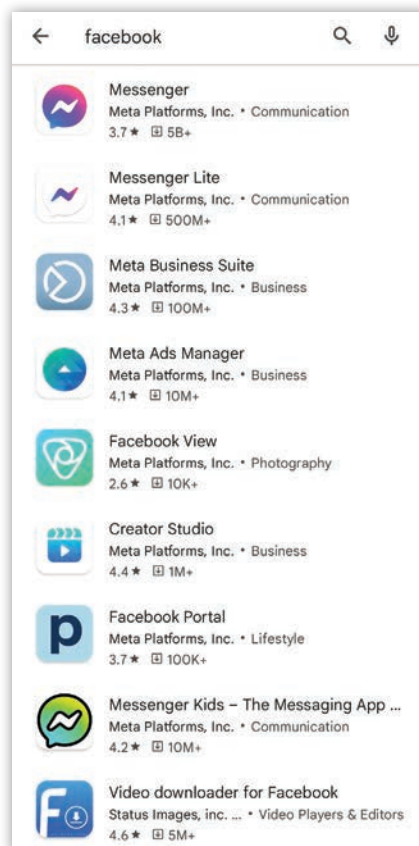 facebook
Messenger
Meta Platforms, Inc. • Communication
3.7★ 5B+
Messenger Lite
Meta Platforms, Inc. • Communication
4.1★ 500M+
Meta Business Suite
Meta Platforms, Inc. • Business
4.3★ 100M+
Meta Ads Manager
Meta Platforms, Inc. • Business
4.1★ 10M+
Facebook View
Meta Platforms, Inc. • Photography
2.6★ 10K+
Creator Studio
Meta Platforms, Inc. • Business
4.4★ 1M+
Facebook Portal
Meta Platforms, Inc. • Lifestyle
3.7★ 100K+
Messenger Kids – The Messaging App ...
Meta Platforms, Inc. • Communication
4.2★ 10M+
Video downloader for Facebook
Status Images, inc. ... • Video Players & Editors
4.6★ 5M+